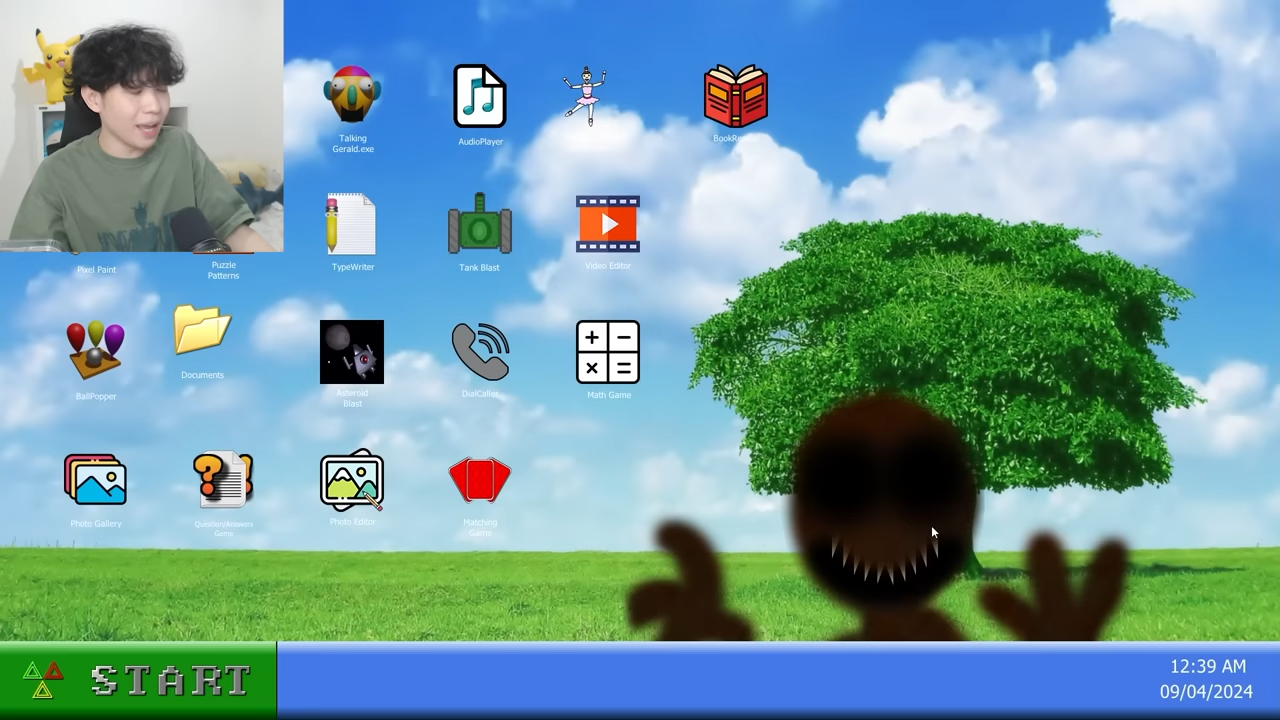 Talking
Gerald.exe
AudioPlayer
Pixel Paint
Puzzle
Patterns
TypeWriter
Tank Blast
Video Editor
BallPopper
Documents
Asteroid
Blast
DialCaller
Math Game
Photo Gallery
Question/Answers
Game
Photo Editor
Matching
Game
START
12:39 AM
09/04/2024